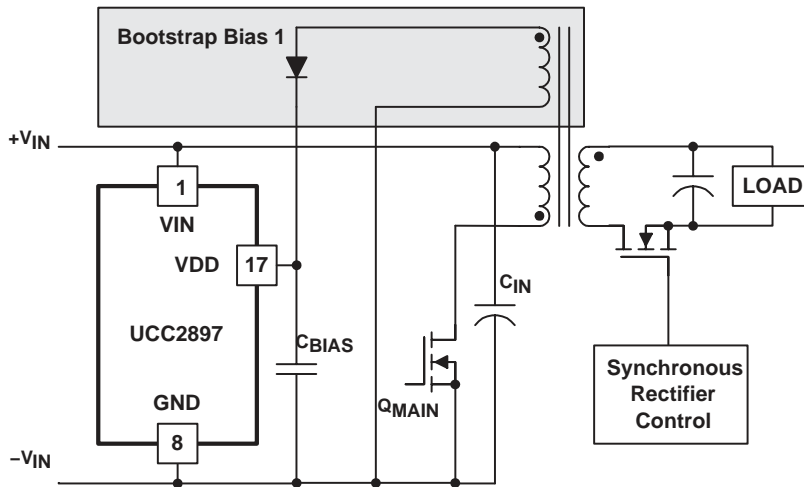 Bootstrap Bias 1
+VIN
1
VIN
VDD 17
LOAD
CIN
UCC2897
CBIAS
QMAIN
GND
8
−VIN
Synchronous
Rectifier
Control